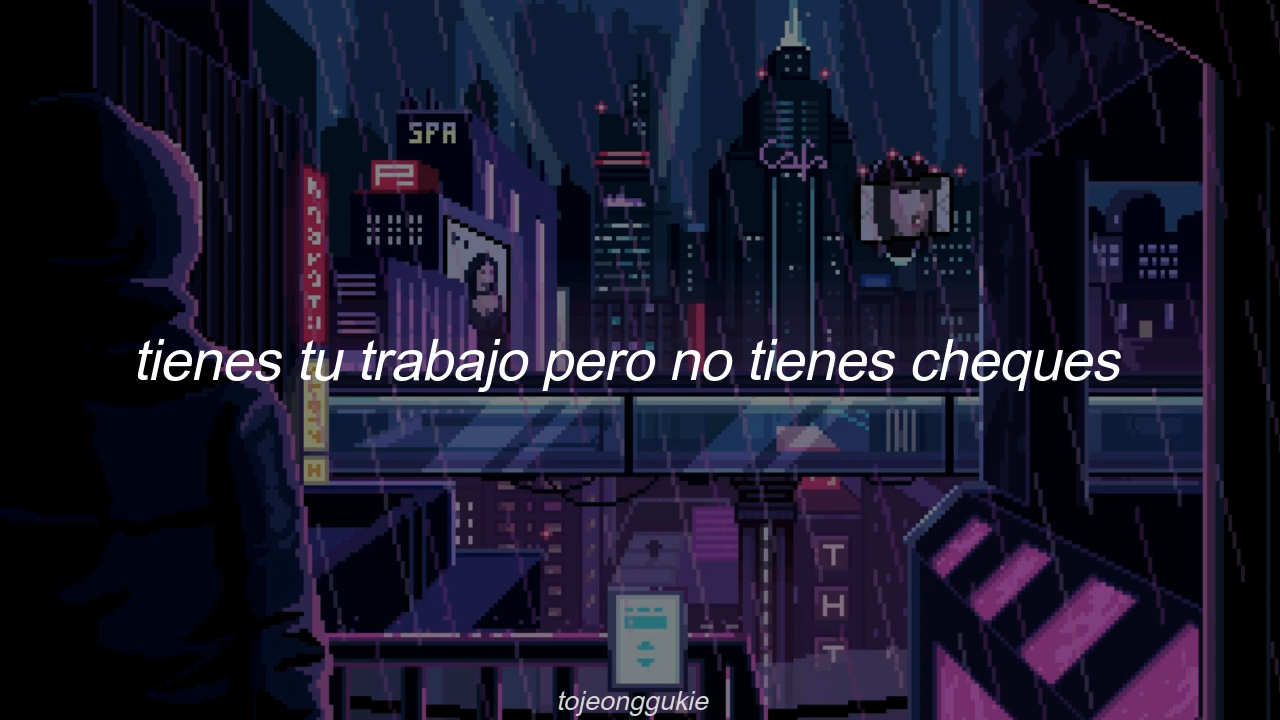 SPA
Cafe
tienes tu trabajo pero no tienes cheques
H
T
H
T
tojeonggukie